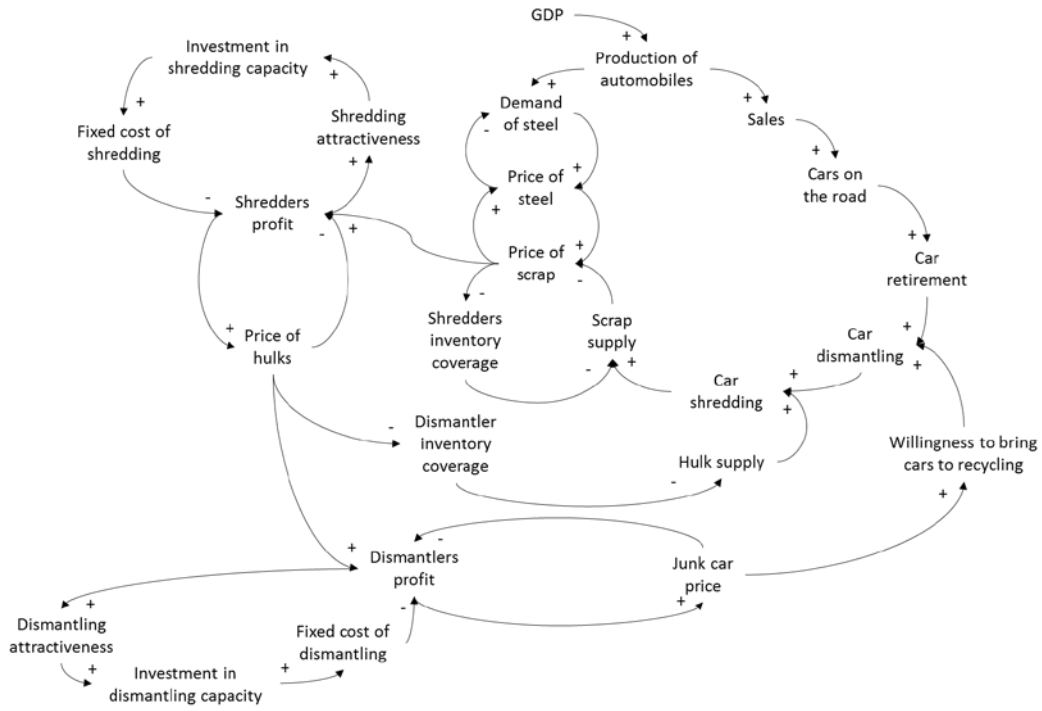 GDP
Production of
automobiles
Investment in
shredding capacity
Demand
of steel
Sales
Fixed cost of
shredding
Shredding
attractiveness
Price of
steel
Cars on
the road
Shredders
profit
Price of
scrap
Car
retirement
Price of
hulks
Shredders
inventory
coverage
Scrap
supply
Car
dismantling
Car
shredding
Dismantler
inventory
coverage
Hulk supply
Willingness to bring
cars to recycling
Dismantlers
profit
Junk car
price
Dismantling
attractiveness
Fixed cost of
dismantling
Investment in
dismantling capacity